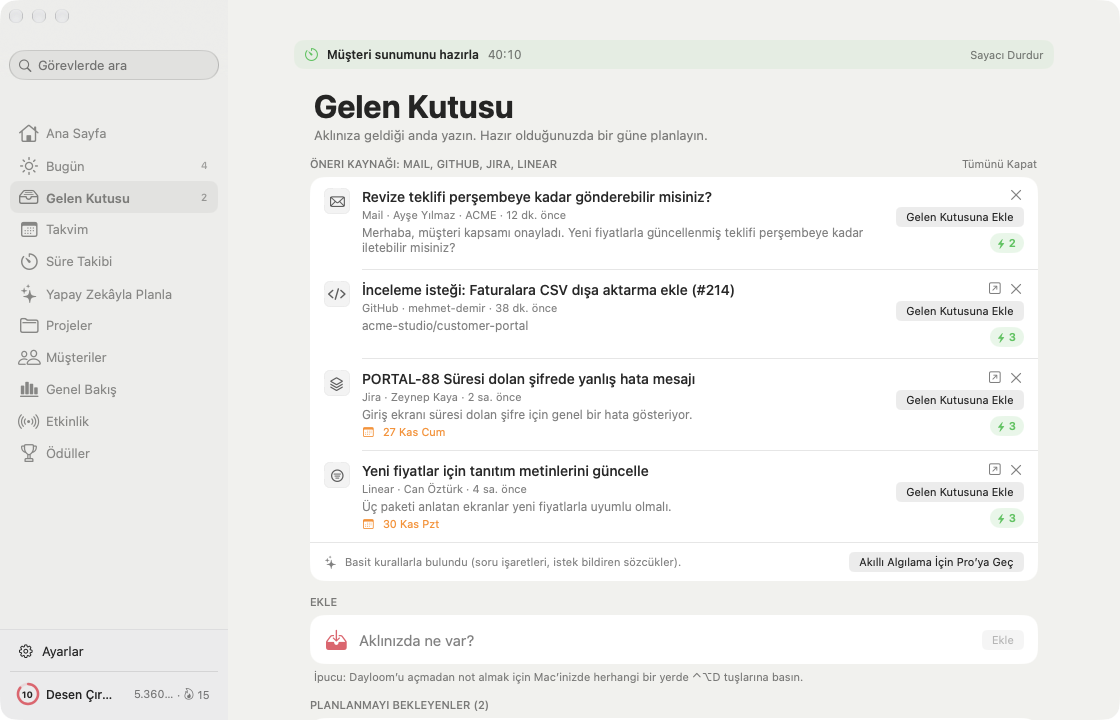 Görevlerde ara
Ana Sayfa
Bugün 4
Gelen Kutusu 2
Takvim
Süre Takibi
Yapay Zekâyla Planla
Projeler
Müşteriler
Genel Bakış
Etkinlik
Ödüller
Ayarlar
10 Desen Çır... 5.360... · 15
Müşteri sunumunu hazırla 40:10 Sayacı Durdur
Gelen Kutusu
Aklınıza geldiği anda yazın. Hazır olduğunuzda bir güne planlayın.
ÖNERI KAYNAĞI: MAIL, GITHUB, JIRA, LINEAR Tümünü Kapat
Revize teklifi perşembeye kadar gönderebilir misiniz?
Mail · Ayşe Yılmaz · ACME · 12 dk. önce
Gelen Kutusuna Ekle
Merhaba, müşteri kapsamı onayladı. Yeni fiyatlarla güncellenmiş teklifi perşembeye kadar
iletebilir misiniz?
2
İnceleme isteği: Faturalara CSV dışa aktarma ekle (#214)
GitHub · mehmet-demir · 38 dk. önce
Gelen Kutusuna Ekle
acme-studio/customer-portal
3
PORTAL-88 Süresi dolan şifrede yanlış hata mesajı
Jira · Zeynep Kaya · 2 sa. önce
Gelen Kutusuna Ekle
Giriş ekranı süresi dolan şifre için genel bir hata gösteriyor.
27 Kas Cum
3
Yeni fiyatlar için tanıtım metinlerini güncelle
Linear · Can Öztürk · 4 sa. önce
Gelen Kutusuna Ekle
Üç paketi anlatan ekranlar yeni fiyatlarla uyumlu olmalı.
30 Kas Pzt
3
Basit kurallarla bulundu (soru işaretleri, istek bildiren sözcükler). Akıllı Algılama İçin Pro’ya Geç
EKLE
Aklınızda ne var? Ekle
İpucu: Dayloom’u açmadan not almak için Mac’inizde herhangi bir yerde ⌃⌥D tuşlarına basın.
PLANLANMAYI BEKLEYENLER (2)